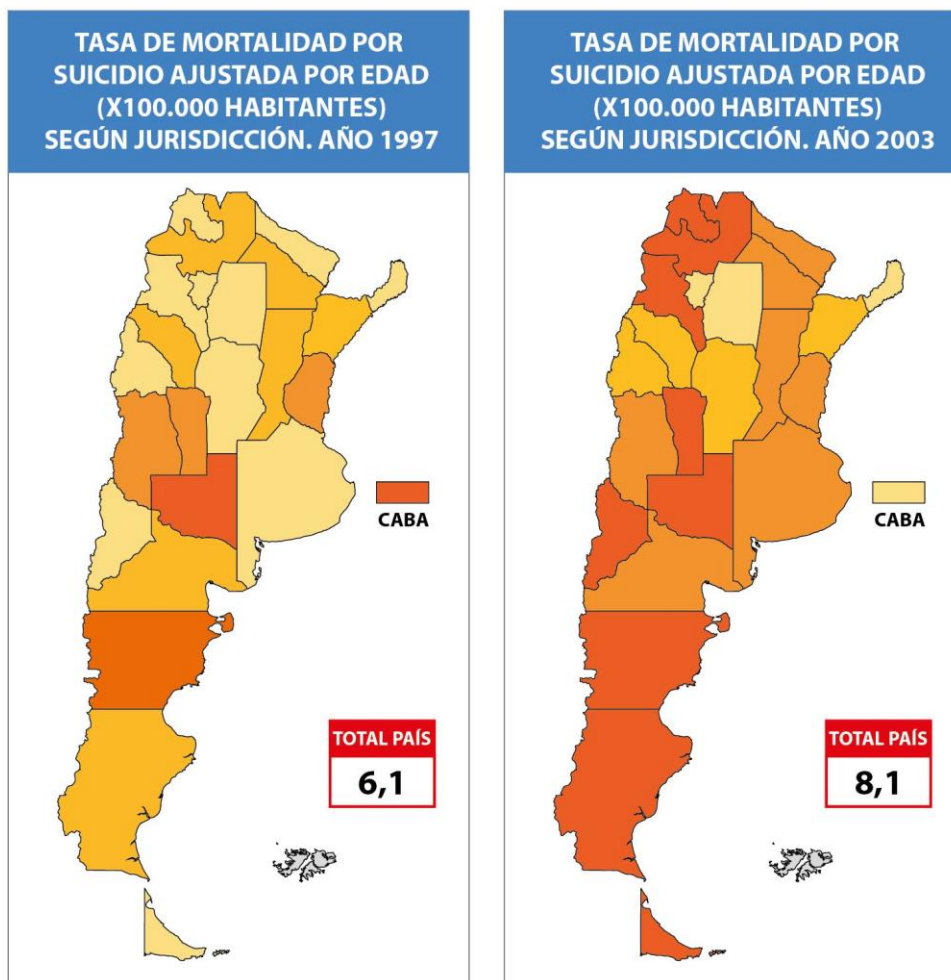 TASA DE MORTALIDAD POR
SUICIDIO AJUSTADA POR EDAD
(X100.000 HABITANTES)
SEGÚN JURISDICCIÓN. AÑO 1997
CABA
TOTAL PAÍS
6,1
TASA DE MORTALIDAD POR
SUICIDIO AJUSTADA POR EDAD
(X100.000 HABITANTES)
SEGÚN JURISDICCIÓN. AÑO 2003
CABA
TOTAL PAÍS
8,1